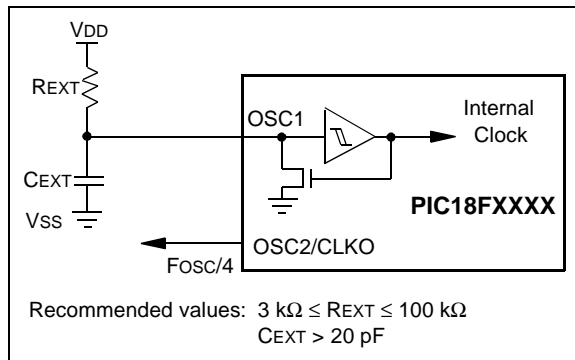 VDD
REXT
OSC1
Internal
Clock
CEXT
PIC18FXXXX
VSS
OSC2/CLKO
FOSC/4
Recommended values: 3 kΩ ≤ REXT ≤ 100 kΩ
CEXT > 20 pF